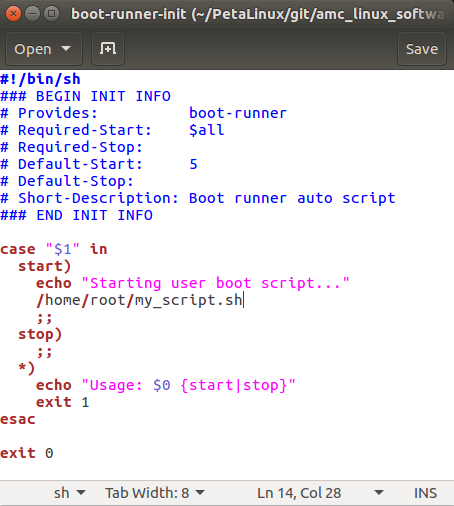 boot-runner-init (~/PetaLinux/git/amc_linux_softwa
Open Save
#!/bin/sh
### BEGIN INIT INFO
# Provides:          boot-runner
# Required-Start:    $all
# Required-Stop:
# Default-Start:     5
# Default-Stop:
# Short-Description: Boot runner auto script
### END INIT INFO

case "$1" in
  start)
    echo "Starting user boot script..."
    /home/root/my_script.sh
    ;;
  stop)
    ;;
  *)
    echo "Usage: $0 {start|stop}"
    exit 1
esac

exit 0
sh Tab Width: 8 Ln 14, Col 28 INS